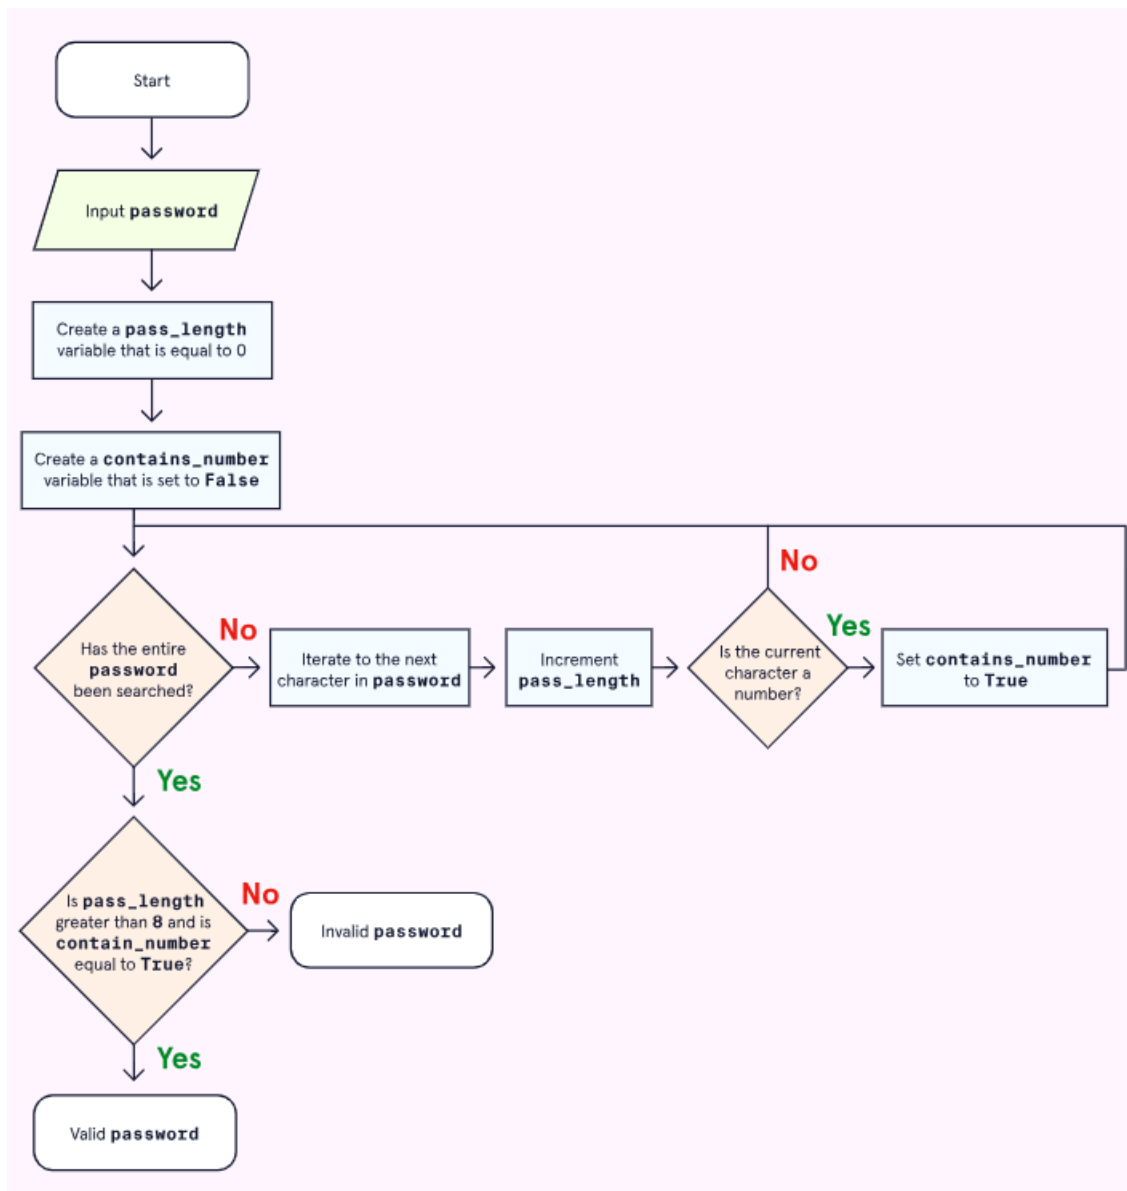 Start
Input password
Create a pass_length
variable that is equal to 0
Create a contains_number
variable that is set to False
No
Has the entire
password
been searched?
No
Iterate to the next
character in password
Increment
pass_length
Is the current
character a
number?
Yes
Set contains_number
to True
Yes
Is pass_length
greater than 8 and is
contain_number
equal to True?
No
Invalid password
Yes
Valid password